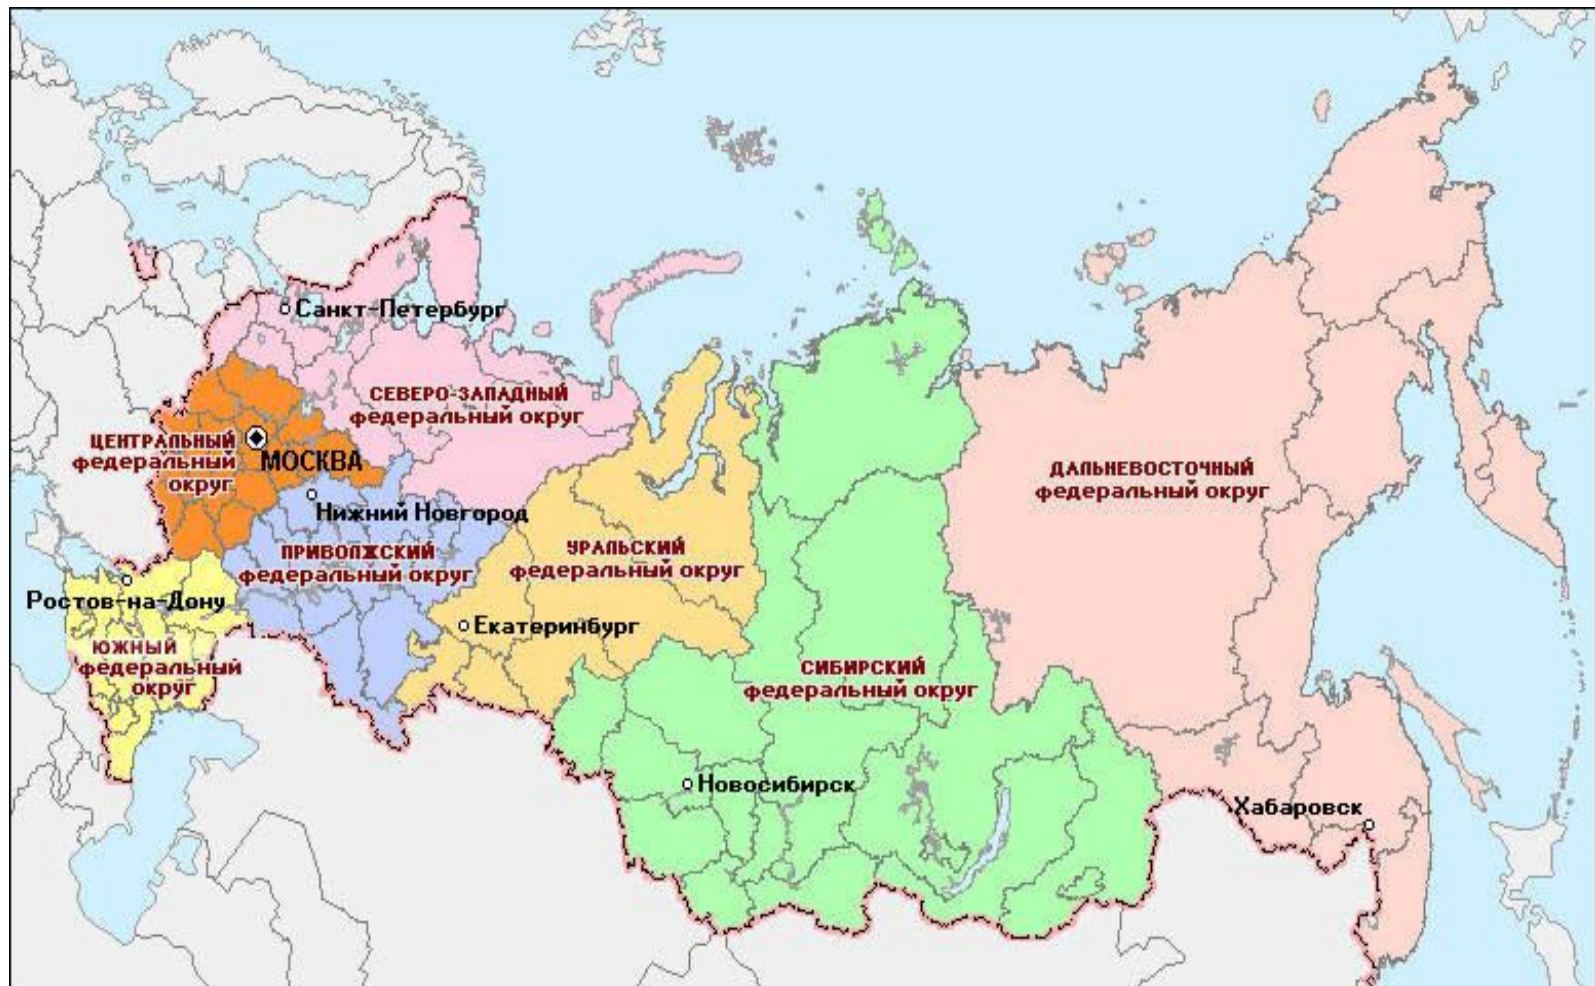 Санкт-Петербург
СЕВЕРО-ЗАПАДНЫЙ
федеральный округ
ЦЕНТРАЛЬНЫЙ
федеральный
округ
МОСКВА
Нижний Новгород
ПРИВОЛЖСКИЙ
федеральный округ
УРАЛЬСКИЙ
федеральный округ
ДАЛЬНЕВОСТОЧНЫЙ
федеральный округ
Ростов-на-Дону
Екатеринбург
ЮЖНЫЙ
федеральный
округ
СИБИРСКИЙ
федеральный округ
Новосибирск
Хабаровск